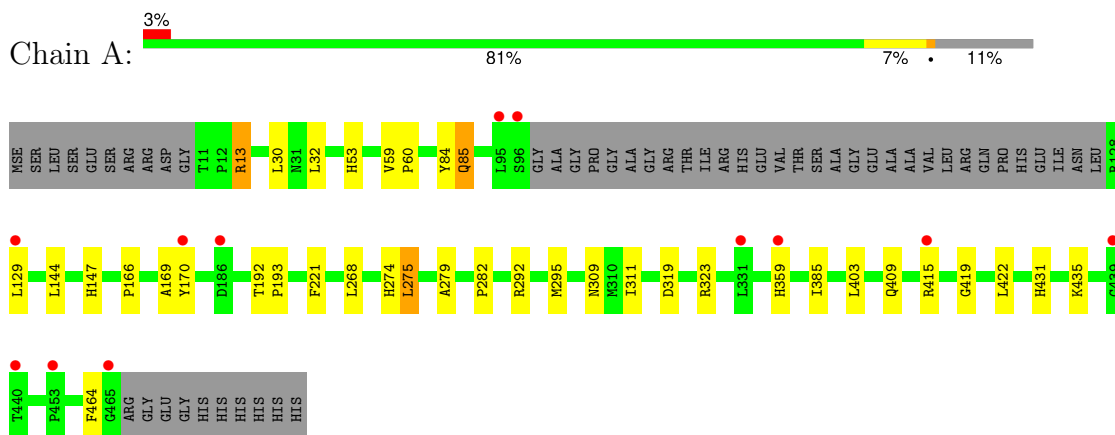 3%
Chain A:
81% 7% • 11%
MSE SER LEU SER GLU SER ARG ARG ASP GLY T11 P12 R13 L30 N31 L32 H53 V59 P60 Y84 Q85 L95 S96 GLY ALA GLY PRO GLY ALA GLY ARG THR ILE ARG HIS GLU VAL THR SER ALA GLY GLU ALA ALA VAL LEU ARG GLN PRO HIS GLU ILE ASN LEU
L129 L144 H147 P166 A169 Y170 D186 T192 P193 F221 L268 H274 L275 A279 P282 R292 M295 N309 M310 I311 D319 R323 L331 H359 I385 L403 Q409 R415 G419 L422 H431 K435
T440 P453 F464 G465 ARG GLY GLU GLY HIS HIS HIS HIS HIS HIS